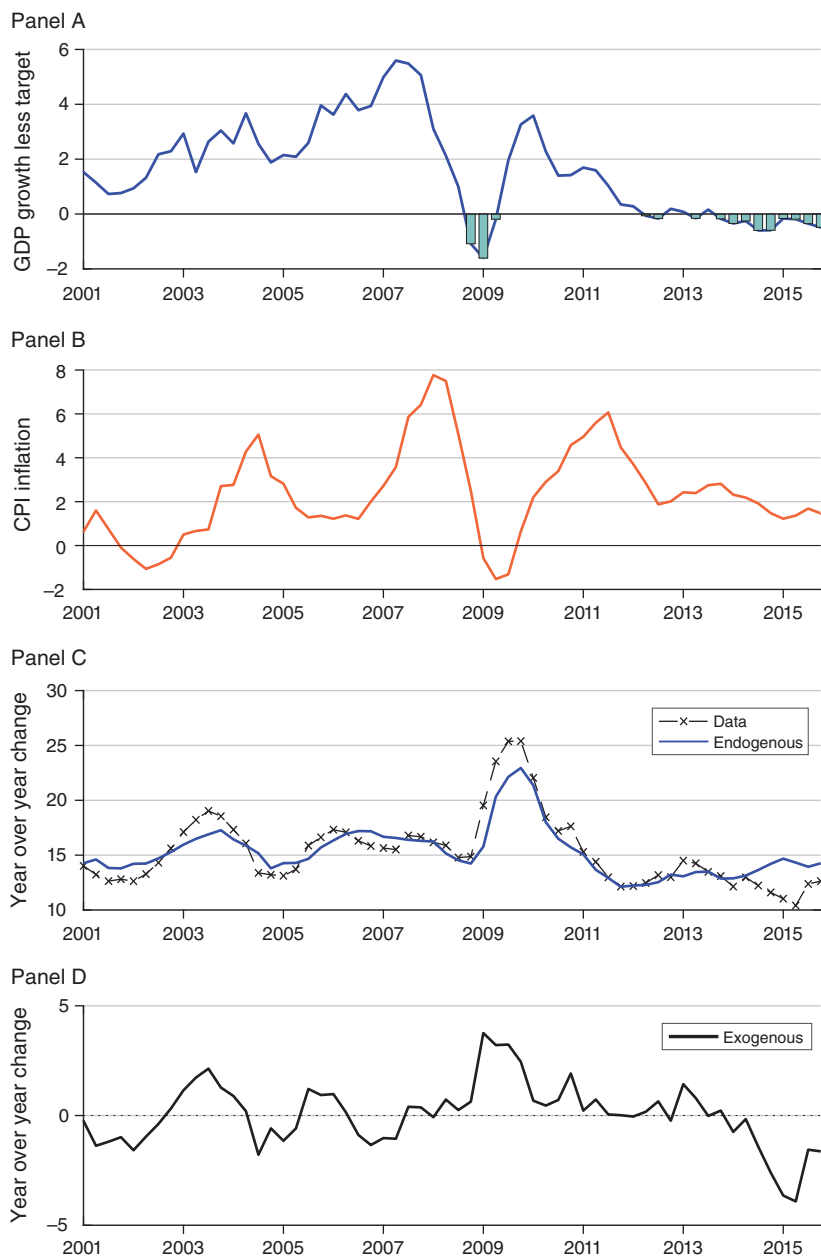 Panel A
GDP growth less target
6
4
2
0
−2
2001 2003 2005 2007 2009 2011 2013 2015
Panel B
CPI inflation
8
6
4
2
0
−2
2001 2003 2005 2007 2009 2011 2013 2015
Panel C
Year over year change
30
25
20
15
10
Data
Endogenous
2001 2003 2005 2007 2009 2011 2013 2015
Panel D
Year over year change
5
0
−5
Exogenous
2001 2003 2005 2007 2009 2011 2013 2015